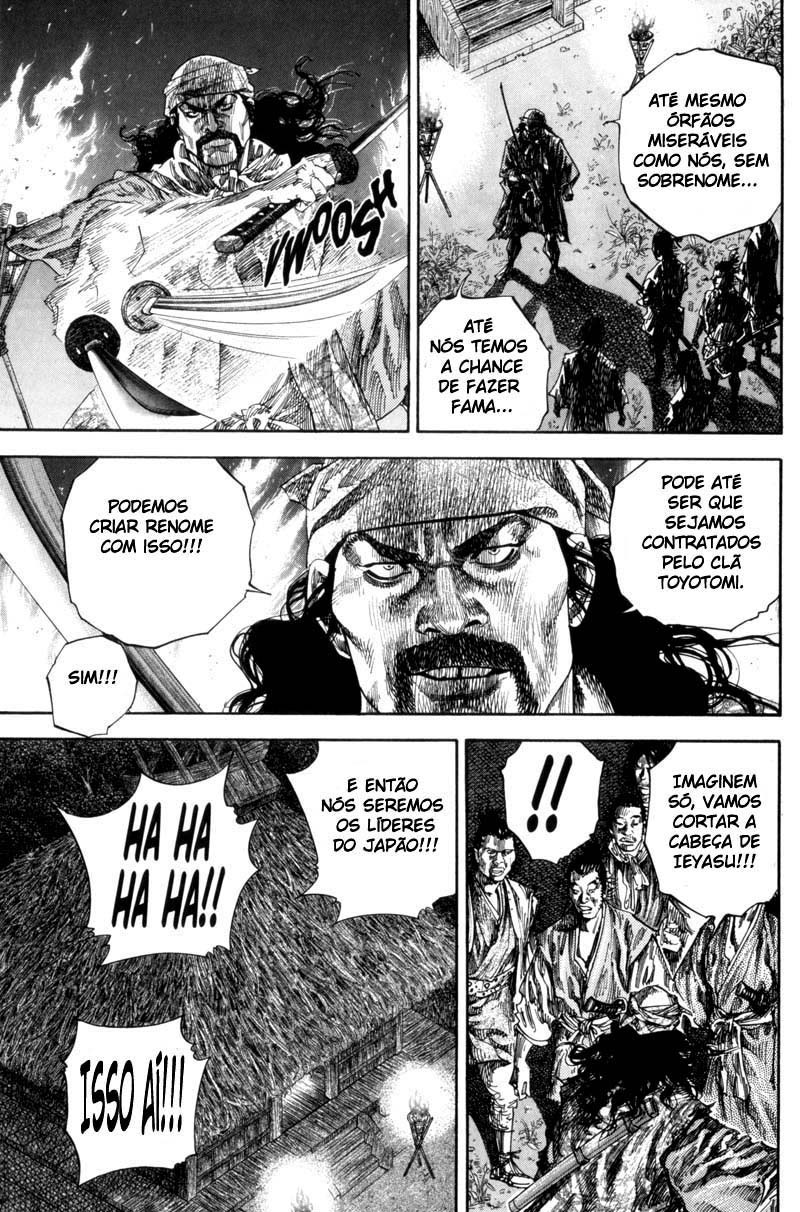 ATÉ MESMO
ÓRFÃOS
MISERÁVEIS
COMO NÓS, SEM
SOBRENOME...
ATÉ
NÓS TEMOS
A CHANCE
DE FAZER
FAMA...
VWOOSH
PODE ATÉ
SER QUE
SEJAMOS
CONTRATADOS
PELO CLÃ
TOYOTOMI.
PODEMOS
CRIAR RENOME
COM ISSO!!!
SIM!!!
IMAGINEM
SÓ, VAMOS
CORTAR A
CABEÇA DE
IEYASU!!!
!!
E ENTÃO
NÓS SEREMOS
OS LÍDERES
DO JAPÃO!!!
HA HA
HA HA!!
ISSO AÍ!!!